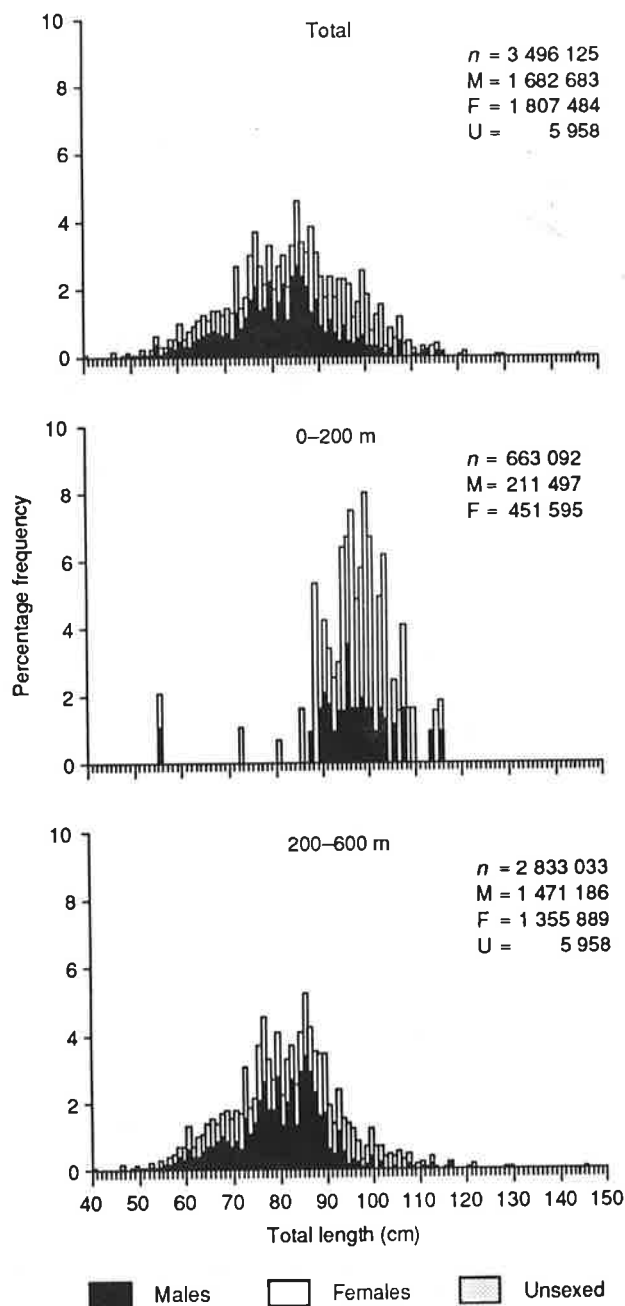 Total
n = 3 496 125
M = 1 682 683
F = 1 807 484
U = 5 958
10
8
6
4
2
0
0–200 m
n = 663 092
M = 211 497
F = 451 595
10
8
6
4
2
0
Percentage frequency
200–600 m
n = 2 833 033
M = 1 471 186
F = 1 355 889
U = 5 958
10
8
6
4
2
0
40 50 60 70 80 90 100 110 120 130 140 150
Total length (cm)
Males Females Unsexed